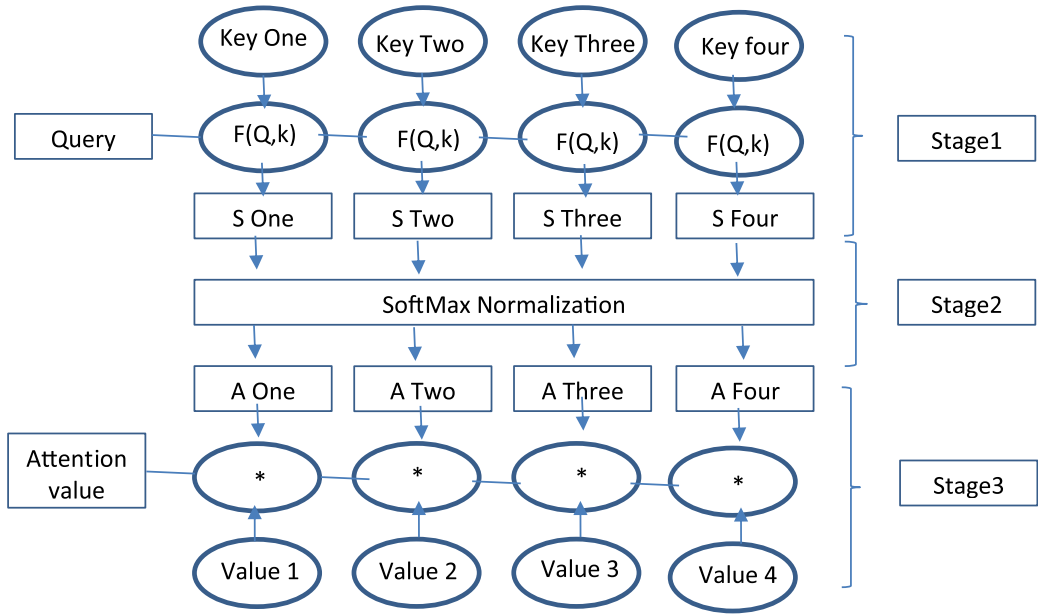 Key One
Key Two
Key Three
Key four
Query
F(Q,k)
F(Q,k)
F(Q,k)
F(Q,k)
Stage1
S One
S Two
S Three
S Four
SoftMax Normalization
Stage2
A One
A Two
A Three
A Four
Attention
value
*
*
*
*
Stage3
Value 1
Value 2
Value 3
Value 4